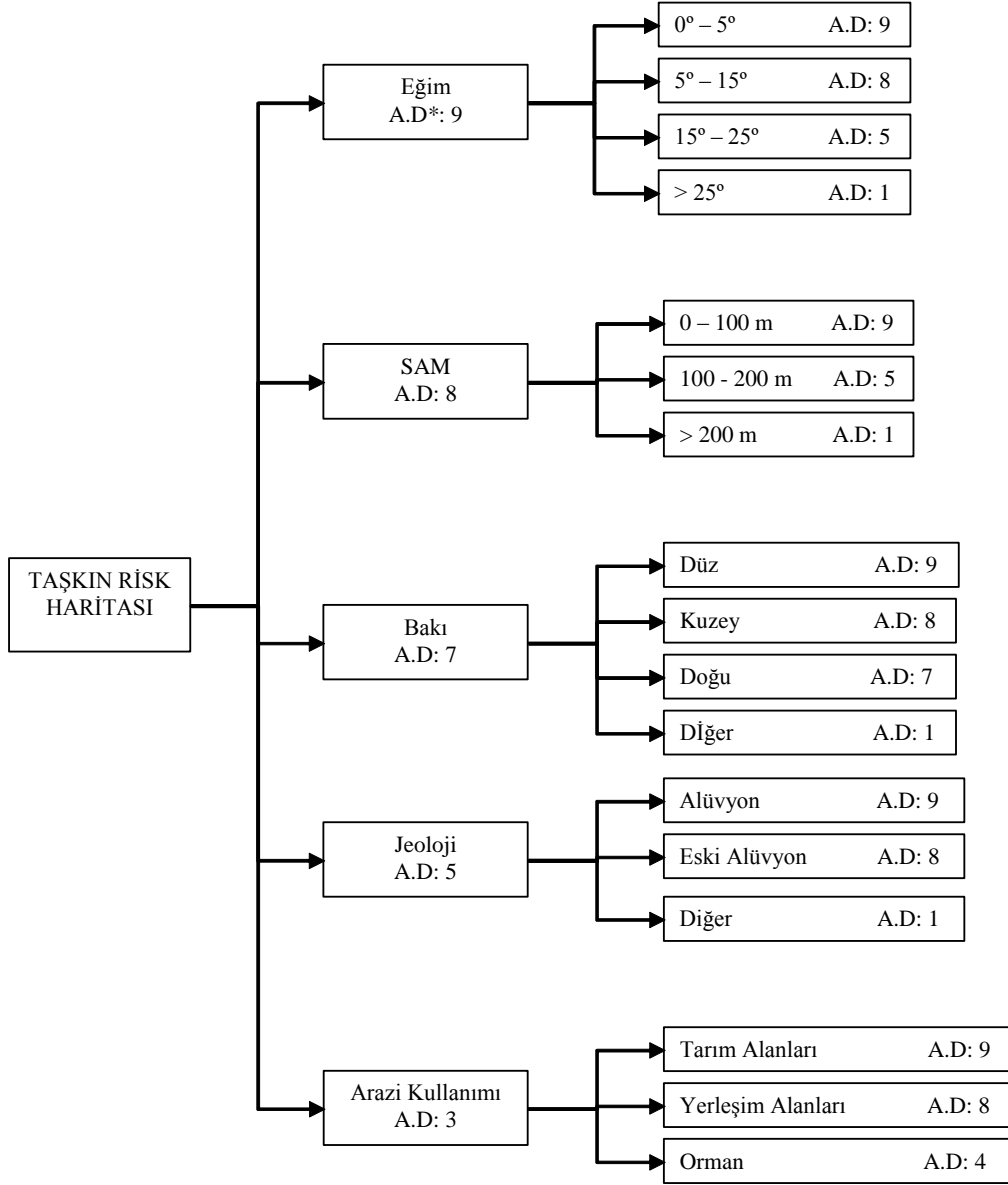 TAŞKIN RİSK
HARİTASI
Eğim
A.D*: 9
0º – 5º A.D: 9
5º – 15º A.D: 8
15º – 25º A.D: 5
> 25º A.D: 1
SAM
A.D: 8
0 – 100 m A.D: 9
100 - 200 m A.D: 5
> 200 m A.D: 1
Bakı
A.D: 7
Düz A.D: 9
Kuzey A.D: 8
Doğu A.D: 7
Dİğer A.D: 1
Jeoloji
A.D: 5
Alüvyon A.D: 9
Eski Alüvyon A.D: 8
Diğer A.D: 1
Arazi Kullanımı
A.D: 3
Tarım Alanları A.D: 9
Yerleşim Alanları A.D: 8
Orman A.D: 4